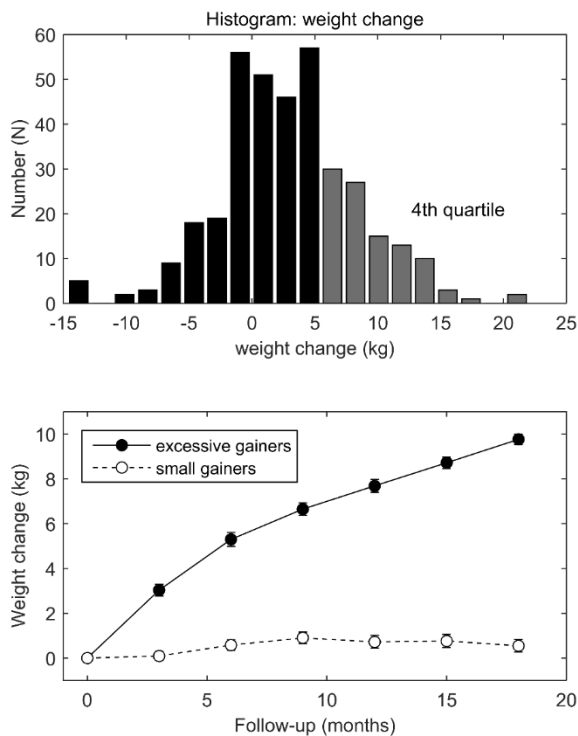 Histogram: weight change
60
50
40
30
20
10
0
Number (N)
4th quartile
-15 -10 -5 0 5 10 15 20 25
weight change (kg)
10
8
6
4
2
0
Weight change (kg)
excessive gainers
small gainers
0 5 10 15 20
Follow-up (months)